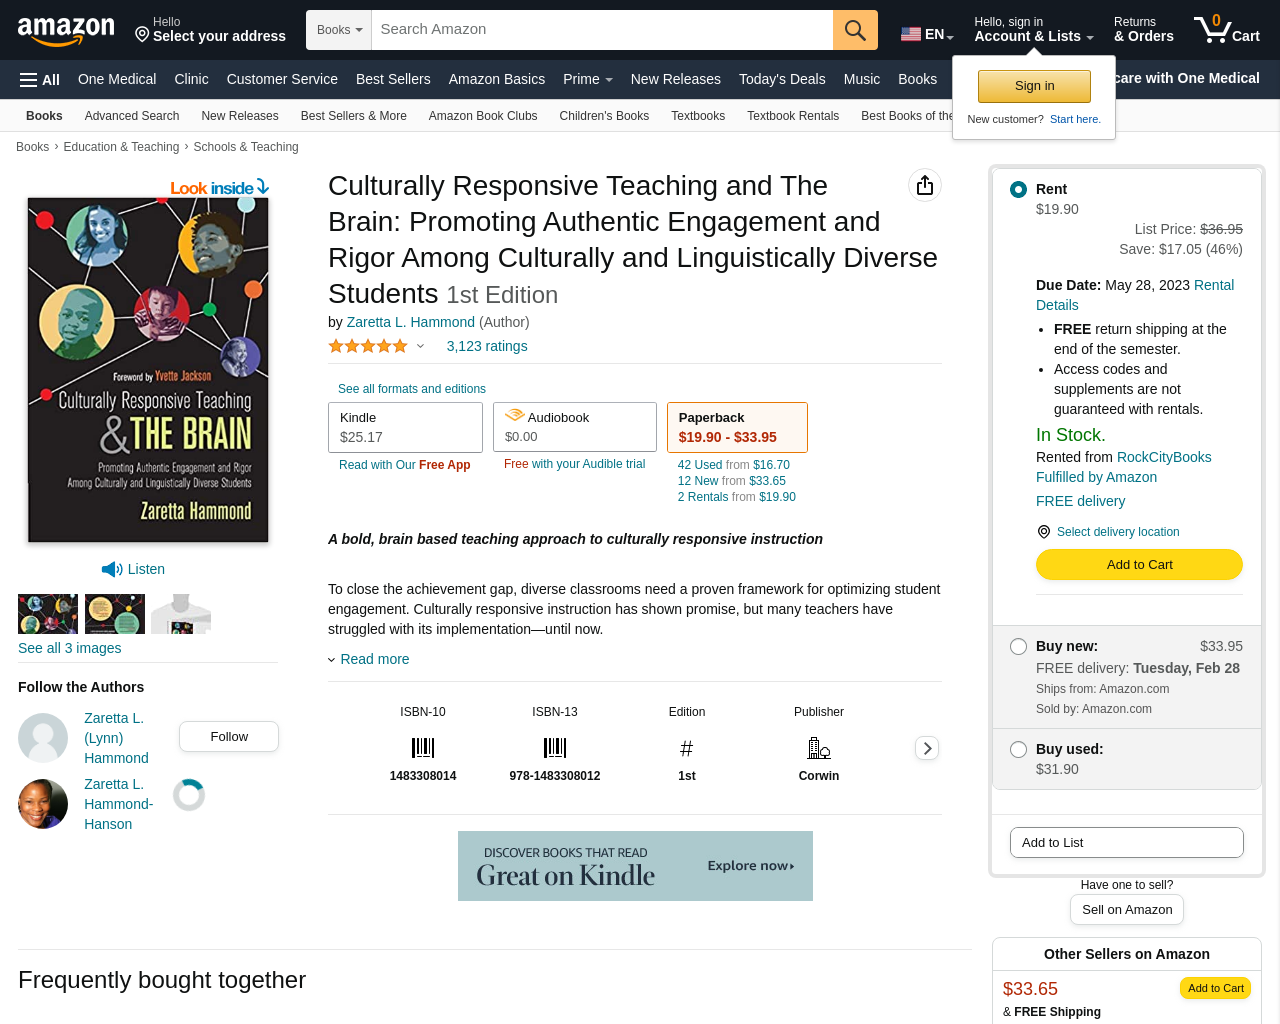 amazon
Hello
Select your address
Books
Search Amazon
EN
Hello, sign in
Account & Lists
Returns
& Orders
0
Cart
All
One Medical
Clinic
Customer Service
Best Sellers
Amazon Basics
Prime
New Releases
Today's Deals
Music
Books
care with One Medical
Sign in
New customer? Start here.
Books
Advanced Search
New Releases
Best Sellers & More
Amazon Book Clubs
Children's Books
Textbooks
Textbook Rentals
Best Books of the
Books › Education & Teaching › Schools & Teaching
Look inside
Foreword by Yvette Jackson
Culturally Responsive Teaching
& THE BRAIN
Promoting Authentic Engagement and Rigor
Among Culturally and Linguistically Diverse Students
Zaretta Hammond
Listen
See all 3 images
Follow the Authors
Zaretta L.
(Lynn)
Hammond
Follow
Zaretta L.
Hammond-
Hanson
Culturally Responsive Teaching and The
Brain: Promoting Authentic Engagement and
Rigor Among Culturally and Linguistically Diverse
Students 1st Edition
by Zaretta L. Hammond (Author)
3,123 ratings
See all formats and editions
Kindle
$25.17
Read with Our Free App
Audiobook
$0.00
Free with your Audible trial
Paperback
$19.90 - $33.95
42 Used from $16.70
12 New from $33.65
2 Rentals from $19.90
A bold, brain based teaching approach to culturally responsive instruction
To close the achievement gap, diverse classrooms need a proven framework for optimizing student
engagement. Culturally responsive instruction has shown promise, but many teachers have
struggled with its implementation—until now.
Read more
ISBN-10
1483308014
ISBN-13
978-1483308012
Edition
#
1st
Publisher
Corwin
DISCOVER BOOKS THAT READ
Great on Kindle
Explore now
Frequently bought together
Rent
$19.90
List Price: $36.95
Save: $17.05 (46%)
Due Date: May 28, 2023 Rental
Details
• FREE return shipping at the
end of the semester.
• Access codes and
supplements are not
guaranteed with rentals.
In Stock.
Rented from RockCityBooks
Fulfilled by Amazon
FREE delivery
Select delivery location
Add to Cart
Buy new:
$33.95
FREE delivery: Tuesday, Feb 28
Ships from: Amazon.com
Sold by: Amazon.com
Buy used:
$31.90
Add to List
Have one to sell?
Sell on Amazon
Other Sellers on Amazon
$33.65
Add to Cart
& FREE Shipping